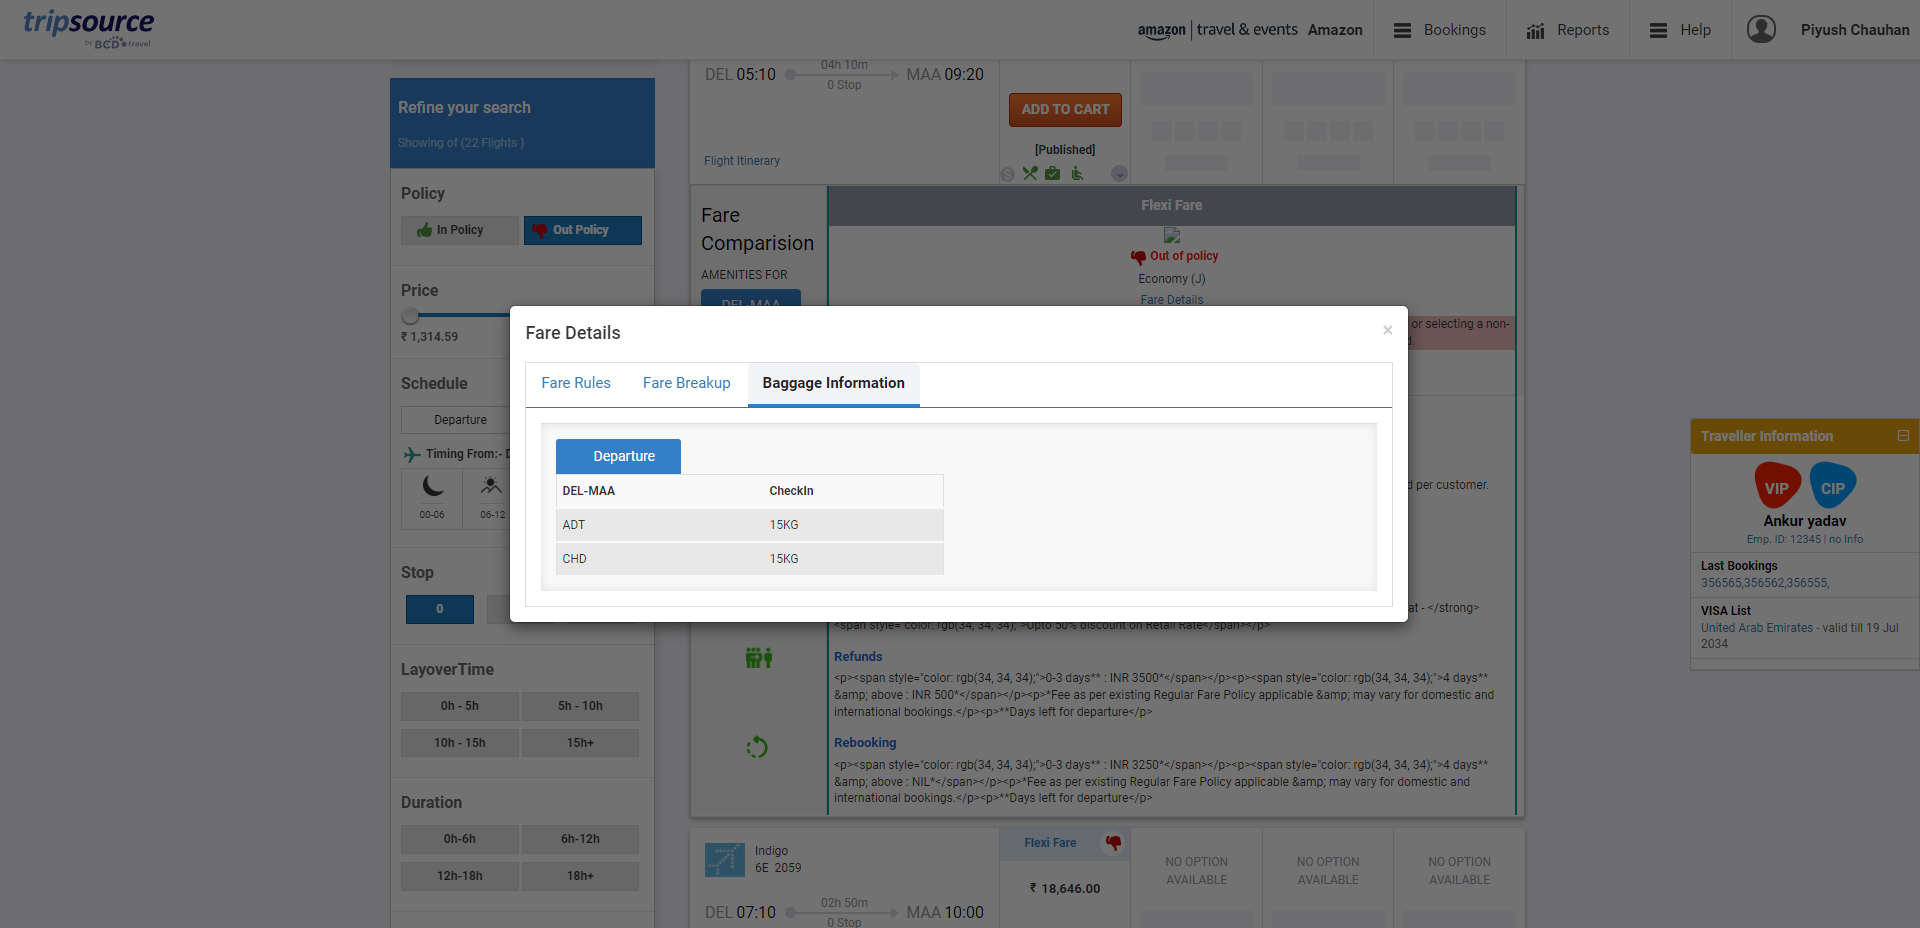 tripsource
by BCD travel
amazon | travel & events Amazon
Bookings
Reports
Help
Piyush Chauhan
Refine your search
Showing of (22 Flights )
Policy
In Policy
Out Policy
Price
₹ 1,314.59
Schedule
Departure
Timing From:- D
00-06
06-12
Stop
0
LayoverTime
0h - 5h
5h - 10h
10h - 15h
15h+
Duration
0h-6h
6h-12h
12h-18h
18h+
DEL 05:10
04h 10m
0 Stop
MAA 09:20
Flight Itinerary
ADD TO CART
[Published]
Fare
Comparision
AMENITIES FOR
DEL-MAA
Flexi Fare
Out of policy
Economy (J)
Fare Details
or selecting a non-
d.
Fare Details
×
Fare Rules
Fare Breakup
Baggage Information
Departure
DEL-MAA CheckIn
ADT 15KG
CHD 15KG
d per customer.
at - </strong>
<span style="color: rgb(34, 34, 34);">Upto 50% discount on Retail Rate</span></p>
Refunds
<p><span style="color: rgb(34, 34, 34);">0-3 days** : INR 3500*</span></p><p><span style="color: rgb(34, 34, 34);">4 days**
&amp; above : INR 500*</span></p><p>*Fee as per existing Regular Fare Policy applicable &amp; may vary for domestic and
international bookings.</p><p>**Days left for departure</p>
Rebooking
<p><span style="color: rgb(34, 34, 34);">0-3 days** : INR 3250*</span></p><p><span style="color: rgb(34, 34, 34);">4 days**
&amp; above : NIL*</span></p><p>*Fee as per existing Regular Fare Policy applicable &amp; may vary for domestic and
international bookings.</p><p>**Days left for departure</p>
Indigo
6E 2059
DEL 07:10
02h 50m
0 Stop
MAA 10:00
Flexi Fare
₹ 18,646.00
NO OPTION
AVAILABLE
NO OPTION
AVAILABLE
NO OPTION
AVAILABLE
Traveller Information
VIP
CIP
Ankur yadav
Emp. ID: 12345 | no Info
Last Bookings
356565,356562,356555,
VISA List
United Arab Emirates - valid till 19 Jul
2034